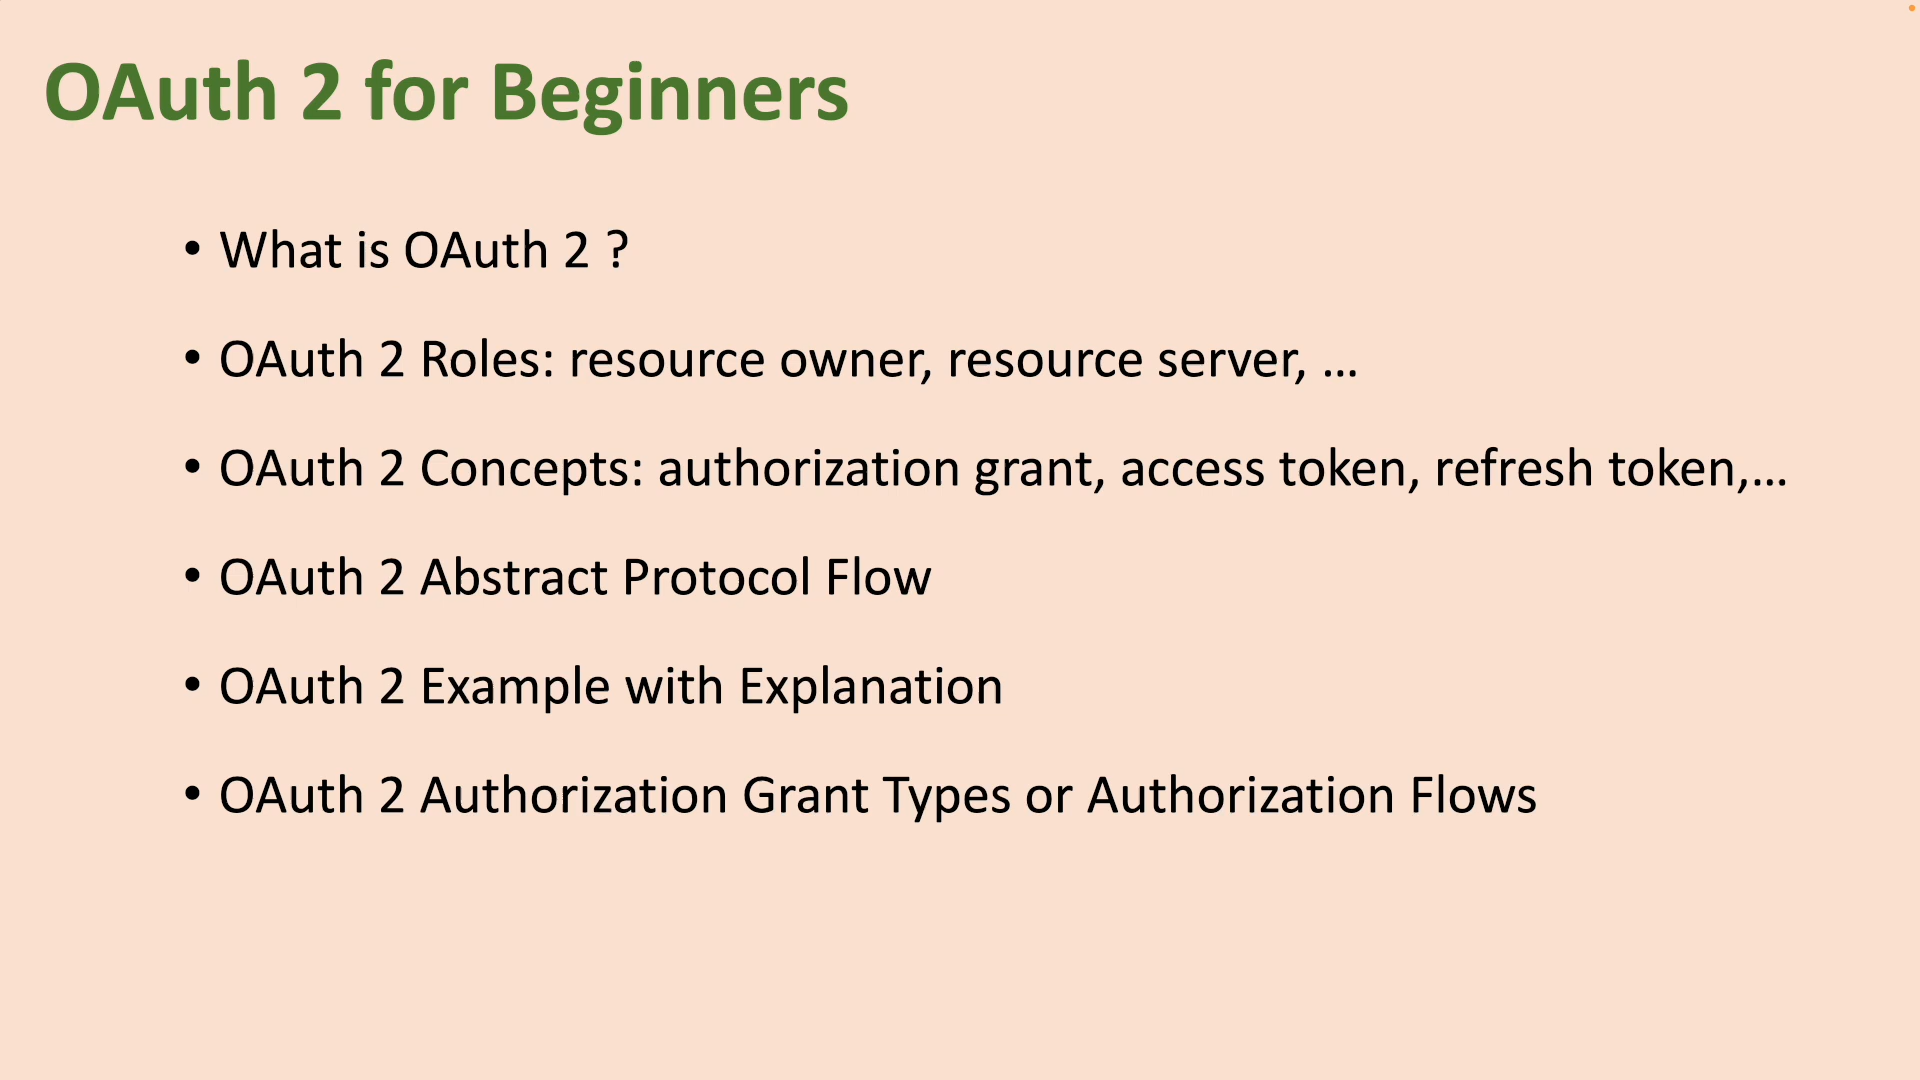 OAuth 2 for Beginners
• What is OAuth 2 ?
• OAuth 2 Roles: resource owner, resource server, ...
• OAuth 2 Concepts: authorization grant, access token, refresh token,...
• OAuth 2 Abstract Protocol Flow
• OAuth 2 Example with Explanation
• OAuth 2 Authorization Grant Types or Authorization Flows